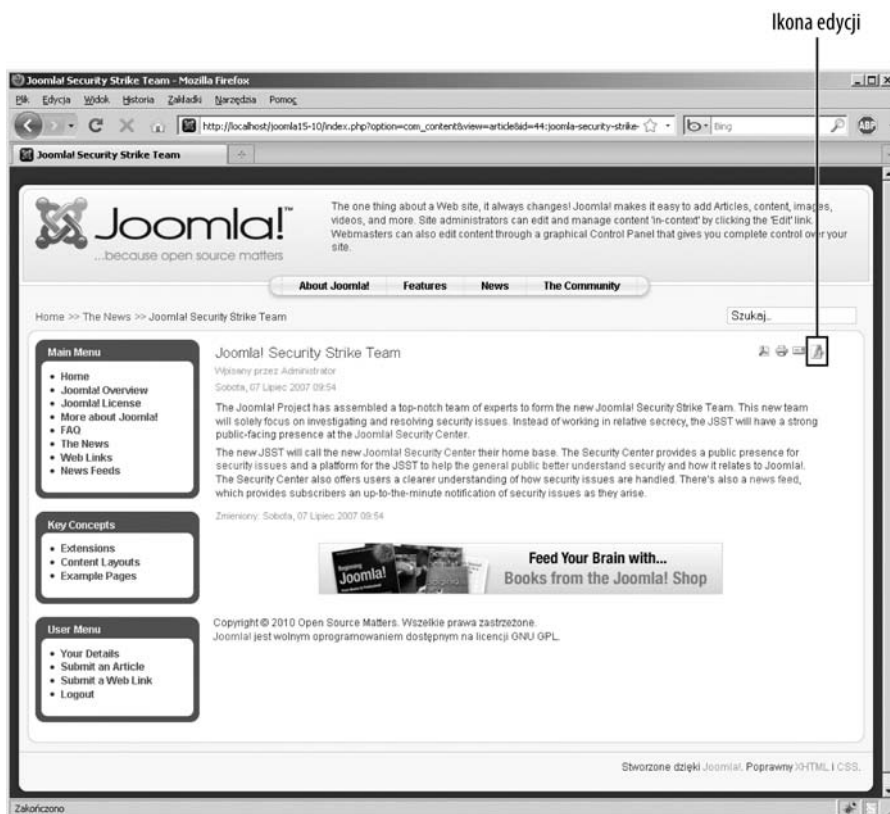 Ikona edycji
Joomla! Security Strike Team - Mozilla Firefox
Plik Edycja Widok Historia Zakładki Narzędzia Pomoc
http://localhost/joomla15-10/index.php?option=com_content&view=article&id=44:joomla-security-strike-
Bing
ABP
Joomla! Security Strike Team
Joomla!™
...because open source matters
The one thing about a Web site, it always changes! Joomla! makes it easy to add Articles, content, images,
videos, and more. Site administrators can edit and manage content 'in-context' by clicking the 'Edit' link.
Webmasters can also edit content through a graphical Control Panel that gives you complete control over your
site.
About Joomla! Features News The Community
Home >> The News >> Joomla! Security Strike Team
Szukaj...
Main Menu
Home
Joomla! Overview
Joomla! License
More about Joomla!
FAQ
The News
Web Links
News Feeds
Key Concepts
Extensions
Content Layouts
Example Pages
User Menu
Your Details
Submit an Article
Submit a Web Link
Logout
Joomla! Security Strike Team
Wpisany przez Administrator
Sobota, 07 Lipiec 2007 09:54
The Joomla! Project has assembled a top-notch team of experts to form the new Joomla! Security Strike Team. This new team
will solely focus on investigating and resolving security issues. Instead of working in relative secrecy, the JSST will have a strong
public-facing presence at the Joomla! Security Center.
The new JSST will call the new Joomla! Security Center their home base. The Security Center provides a public presence for
security issues and a platform for the JSST to help the general public better understand security and how it relates to Joomla!.
The Security Center also offers users a clearer understanding of how security issues are handled. There's also a news feed,
which provides subscribers an up-to-the-minute notification of security issues as they arise.
Zmieniony: Sobota, 07 Lipiec 2007 09:54
Beginning
Joomla!
Feed Your Brain with...
Books from the Joomla! Shop
Copyright © 2010 Open Source Matters. Wszelkie prawa zastrzeżone.
Joomla! jest wolnym oprogramowaniem dostępnym na licencji GNU GPL.
Stworzone dzięki Joomla!. Poprawny XHTML i CSS.
Zakończono